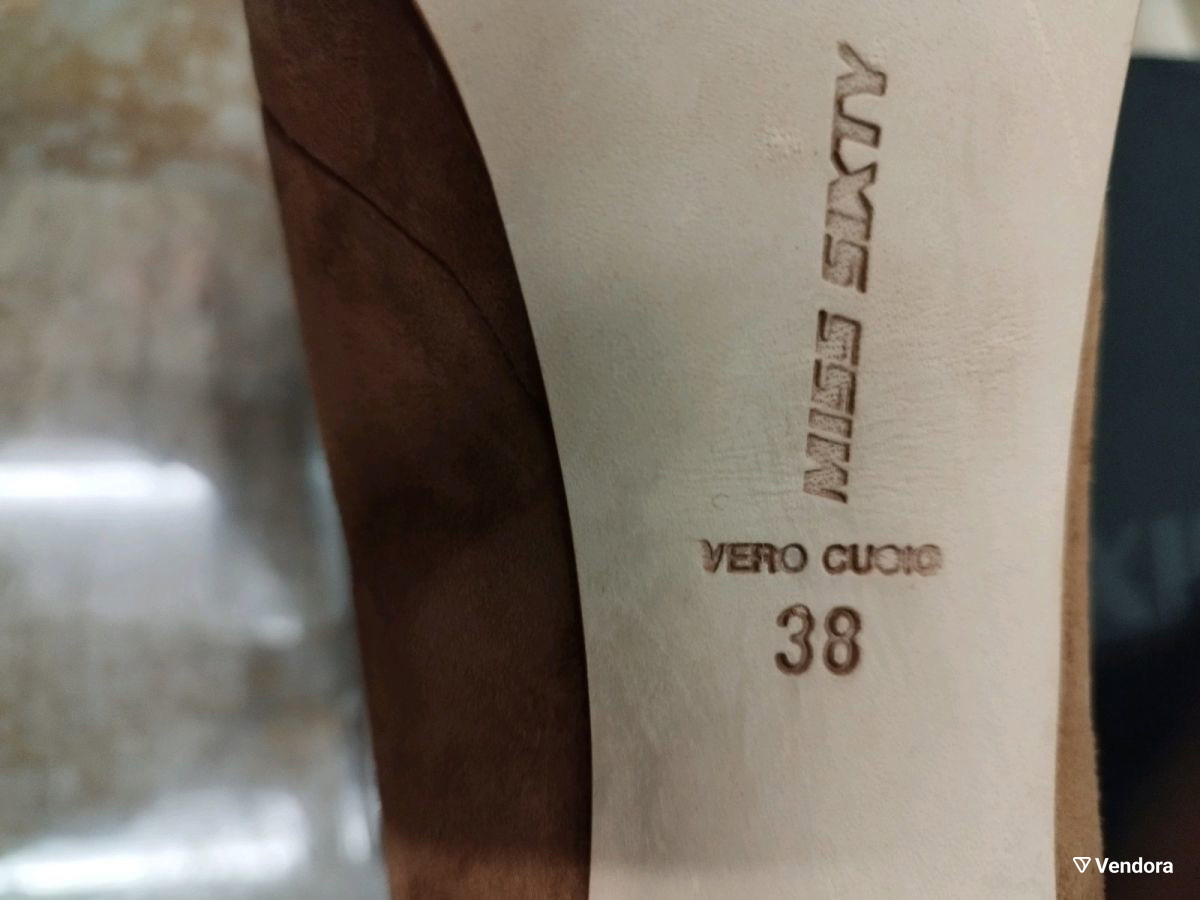 MISS SIXTY
VERO CUOIO
38
Vendora